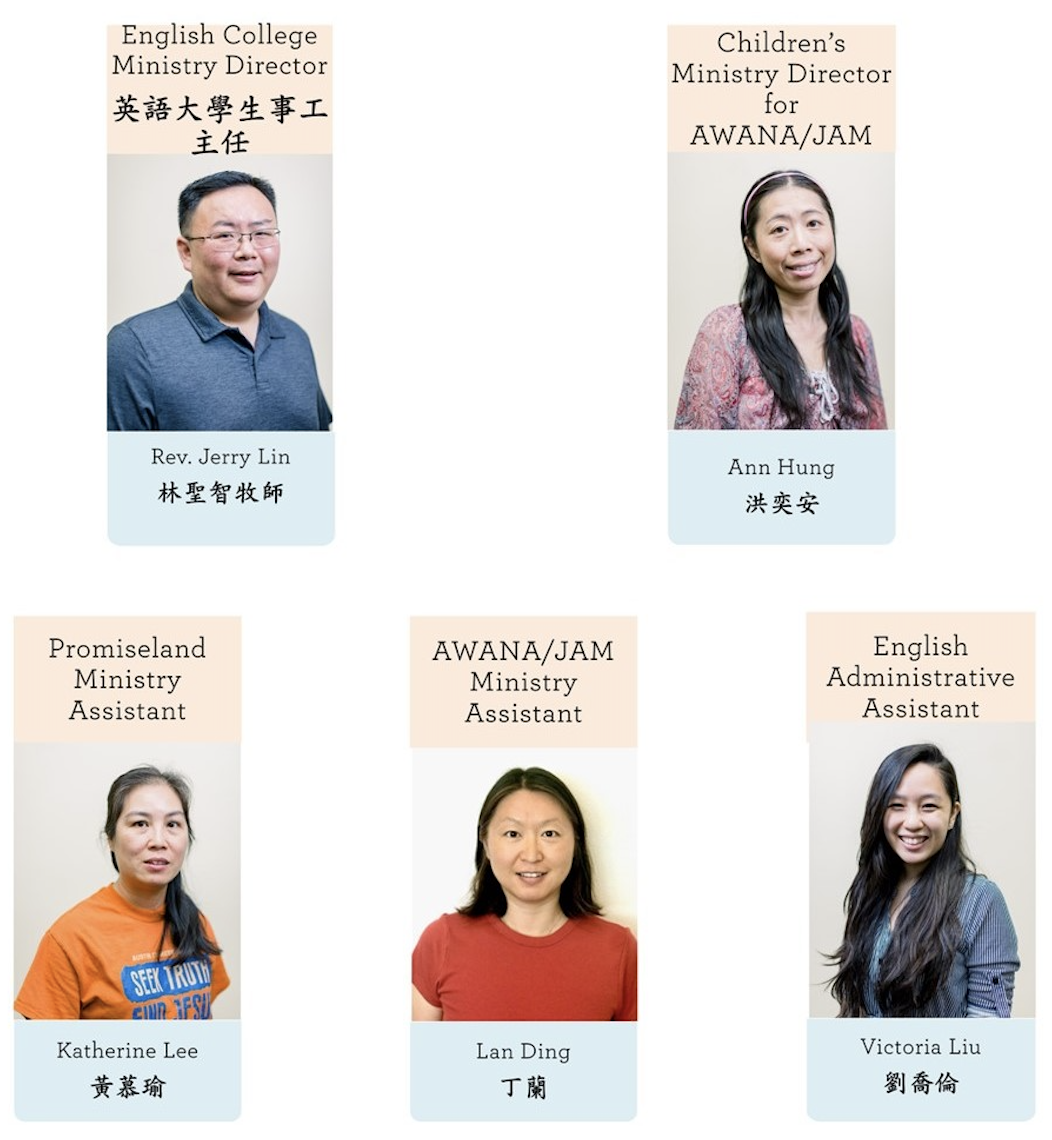 English College
Ministry Director
英語大學生事工
主任
Rev. Jerry Lin
林聖智牧師
Children’s
Ministry Director
for
AWANA/JAM
Ann Hung
洪奕安
Promiseland
Ministry
Assistant
SEEK TRUTH
FIND JESU
Katherine Lee
黃慕瑜
AWANA/JAM
Ministry
Assistant
Lan Ding
丁蘭
English
Administrative
Assistant
Victoria Liu
劉喬倫